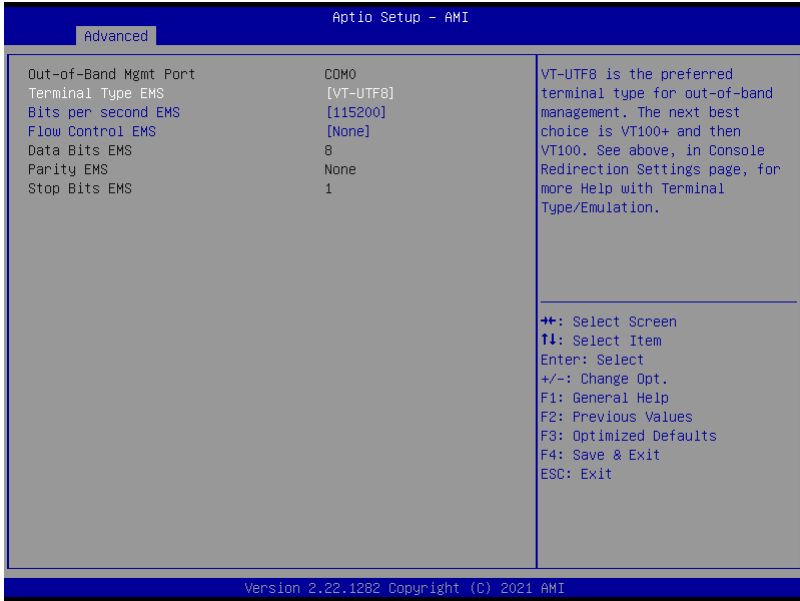 Aptio Setup - AMI
Advanced
Out-of-Band Mgmt Port COM0
Terminal Type EMS [VT-UTF8]
Bits per second EMS [115200]
Flow Control EMS [None]
Data Bits EMS 8
Parity EMS None
Stop Bits EMS 1
VT-UTF8 is the preferred
terminal type for out-of-band
management. The next best
choice is VT100+ and then
VT100. See above, in Console
Redirection Settings page, for
more Help with Terminal
Type/Emulation.
→←: Select Screen
↑↓: Select Item
Enter: Select
+/-: Change Opt.
F1: General Help
F2: Previous Values
F3: Optimized Defaults
F4: Save & Exit
ESC: Exit
Version 2.22.1282 Copyright (C) 2021 AMI